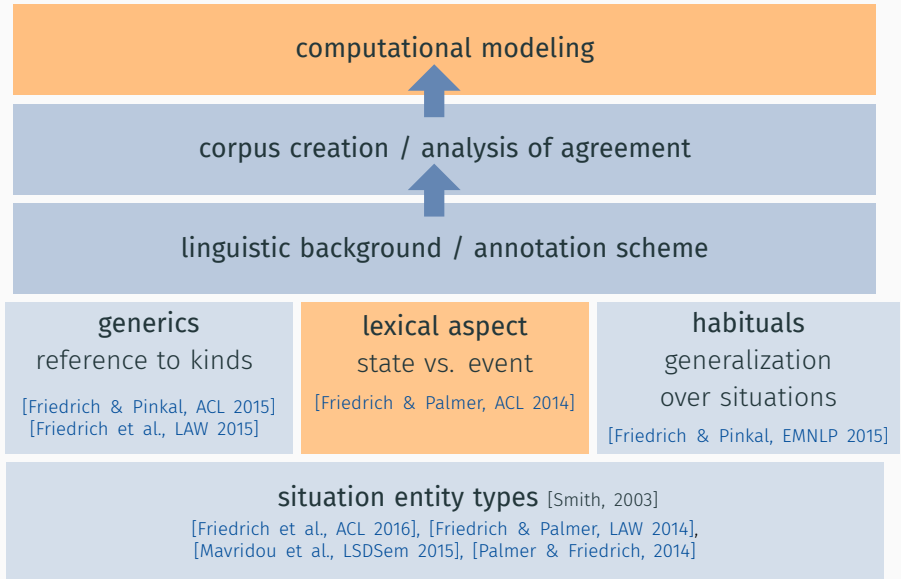 computational modeling
corpus creation / analysis of agreement
linguistic background / annotation scheme
generics
reference to kinds
[Friedrich & Pinkal, ACL 2015]
[Friedrich et al., LAW 2015]
lexical aspect
state vs. event
[Friedrich & Palmer, ACL 2014]
habituals
generalization
over situations
[Friedrich & Pinkal, EMNLP 2015]
situation entity types [Smith, 2003]
[Friedrich et al., ACL 2016], [Friedrich & Palmer, LAW 2014],
[Mavridou et al., LSDSem 2015], [Palmer & Friedrich, 2014]